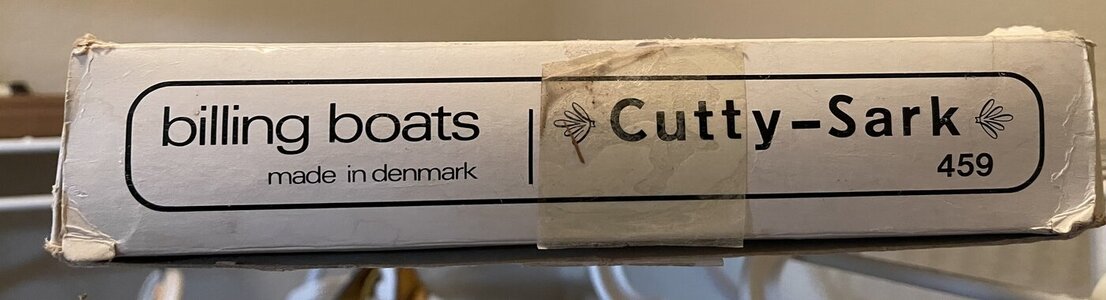 billing boats
made in denmark
Cutty-Sark
459